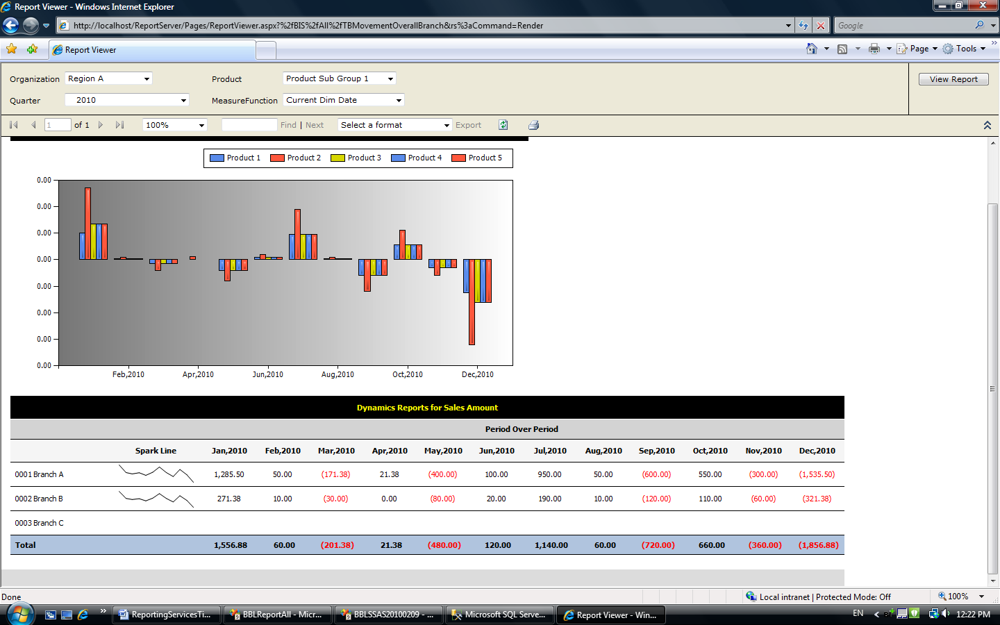 Report Viewer - Windows Internet Explorer
http://localhost/ReportServer/Pages/ReportViewer.aspx?%2fBIS%2fAll%2fTBMovementOverallBranch&rs%3aCommand=Render
Google
Report Viewer
Page
Tools
Organization Region A Product Product Sub Group 1 View Report
Quarter 2010 MeasureFunction Current Dim Date
1 of 1 100% Find | Next Select a format Export
Product 1 Product 2 Product 3 Product 4 Product 5
0.00
0.00
0.00
0.00
0.00
0.00
0.00
0.00
Feb,2010 Apr,2010 Jun,2010 Aug,2010 Oct,2010 Dec,2010
Dynamics Reports for Sales Amount
Period Over Period
Spark Line Jan,2010 Feb,2010 Mar,2010 Apr,2010 May,2010 Jun,2010 Jul,2010 Aug,2010 Sep,2010 Oct,2010 Nov,2010 Dec,2010
0001 Branch A 1,285.50 50.00 (171.38) 21.38 (400.00) 100.00 950.00 50.00 (600.00) 550.00 (300.00) (1,535.50)
0002 Branch B 271.38 10.00 (30.00) 0.00 (80.00) 20.00 190.00 10.00 (120.00) 110.00 (60.00) (321.38)
0003 Branch C
Total 1,556.88 60.00 (201.38) 21.38 (480.00) 120.00 1,140.00 60.00 (720.00) 660.00 (360.00) (1,856.88)
Done Local intranet | Protected Mode: Off 100%
ReportingServicesTi... BBLReportAll - Micr... BBLSSAS20100209 - ... Microsoft SQL Serve... Report Viewer - Win... EN 12:22 PM